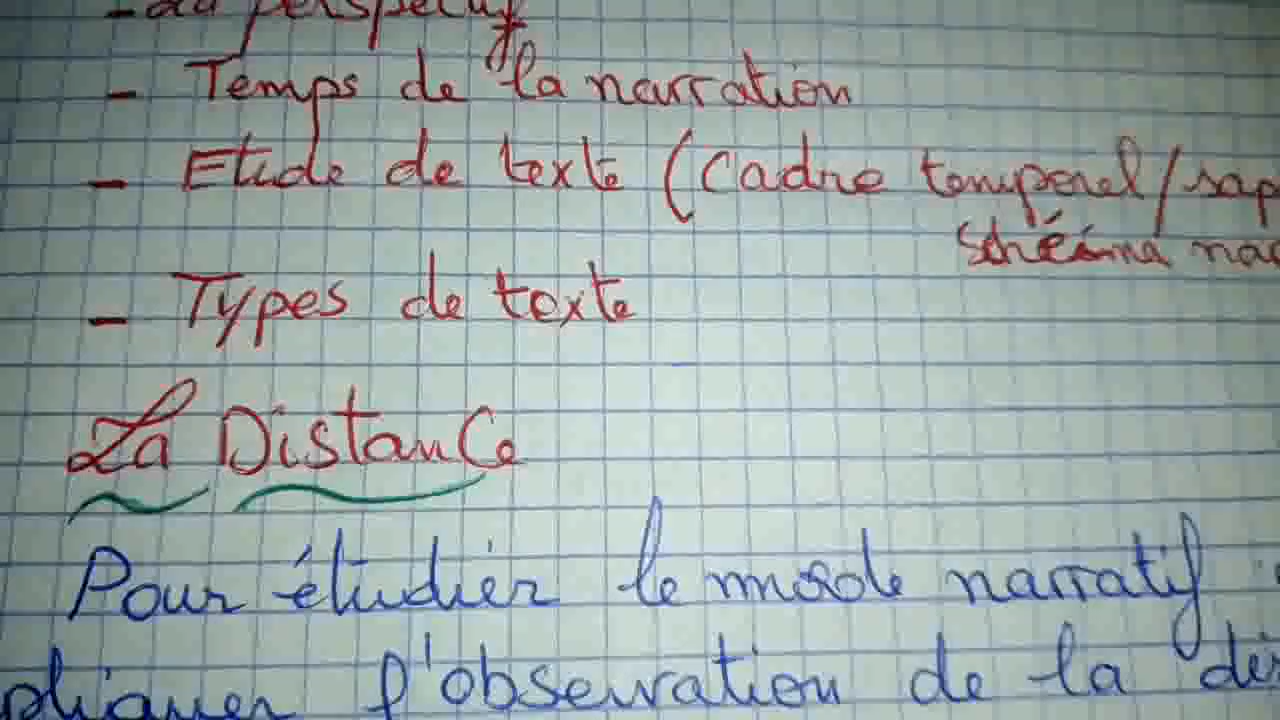 - Temps de la narration
- Etude de texte (Cadre temporel/
Schéma
- Types de texte
La Distance
Pour étudier le mode narratif
l'observation de la